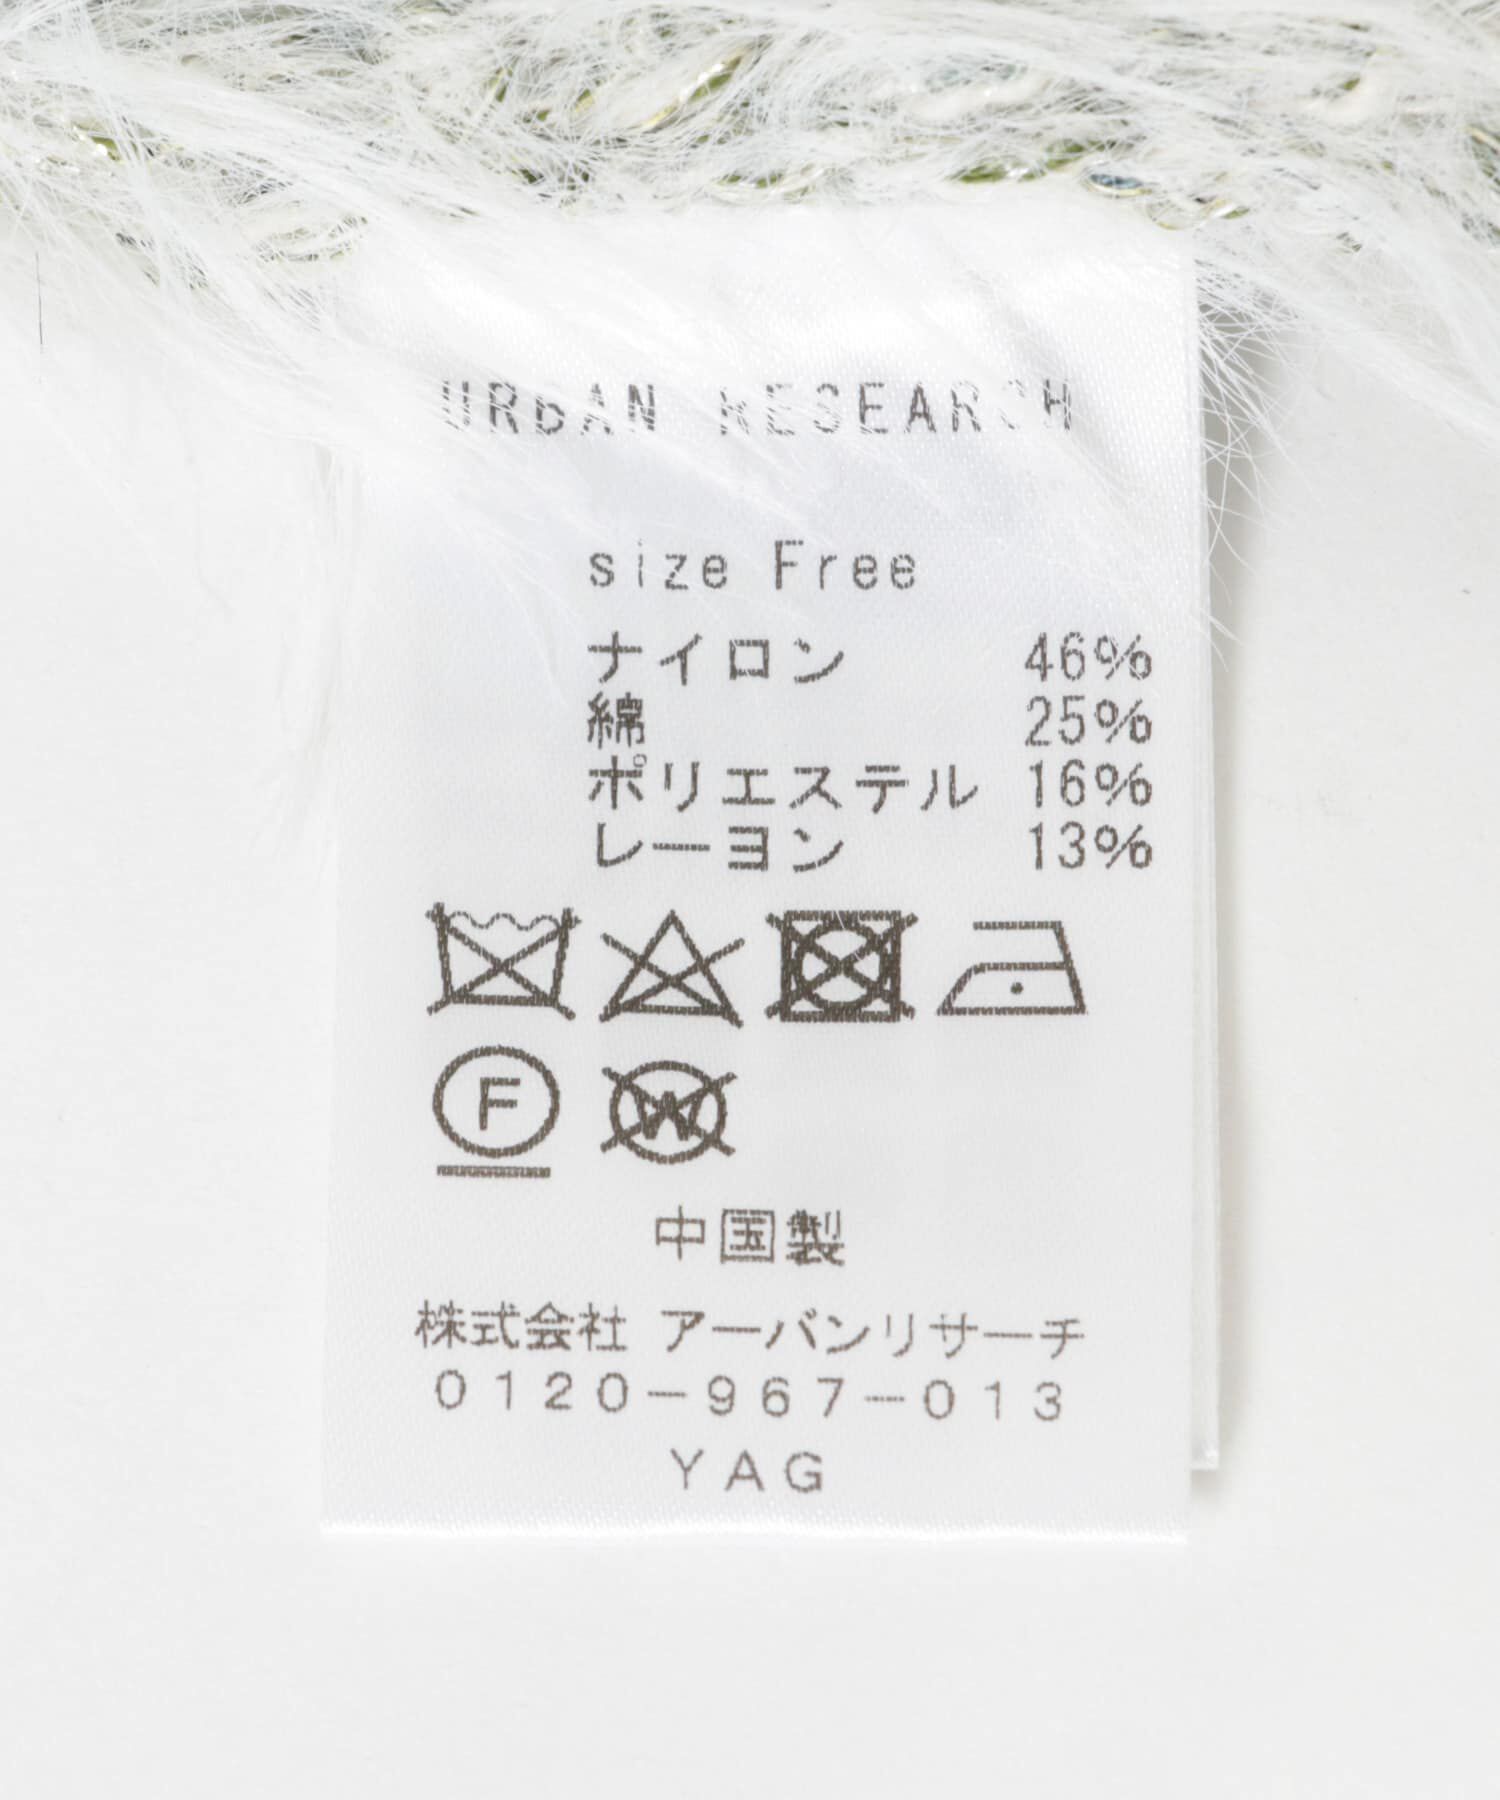 URBAN RESEARCH
size Free
ナイロン 46%
綿 25%
ポリエステル 16%
レーヨン 13%
F W
中国製
株式会社 アーバンリサーチ
0120-967-013
YAG